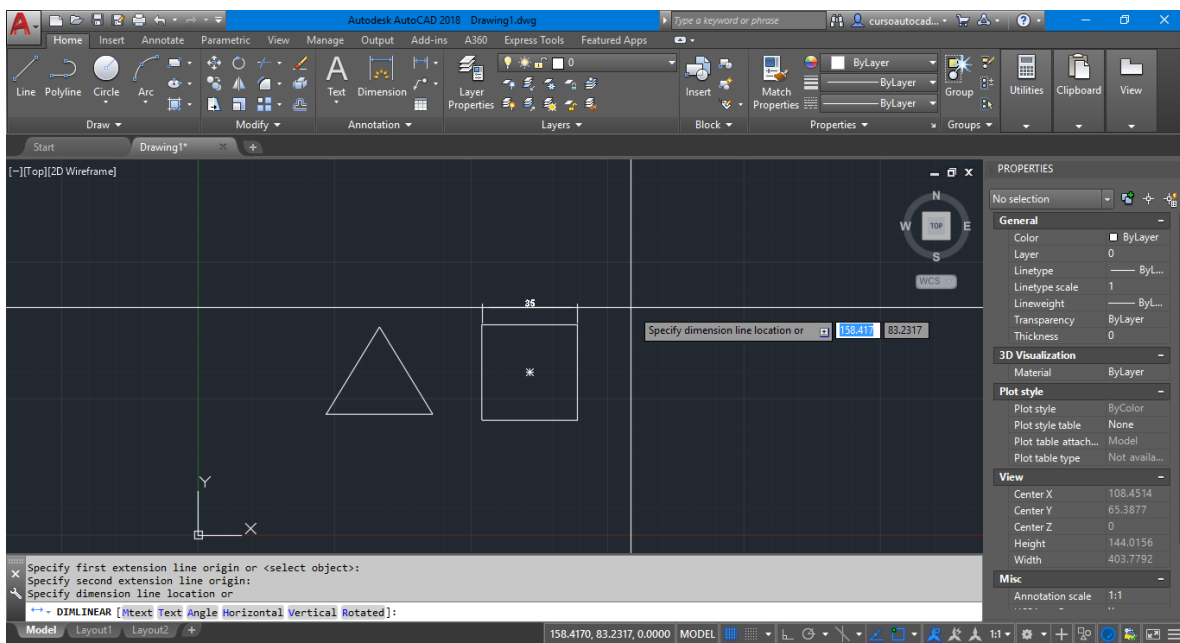 A Autodesk AutoCAD 2018 Drawing1.dwg Type a keyword or phrase cursoautocad... ?
Home Insert Annotate Parametric View Manage Output Add-ins A360 Express Tools Featured Apps
Line Polyline Circle Arc
Draw
Modify
A Text Dimension
Annotation
Layer Properties
0
Layers
Insert
Block
Match Properties
ByLayer
ByLayer
ByLayer
Properties
Group
Groups
Utilities
Clipboard
View
Start Drawing1*
[−][Top][2D Wireframe]
N
W TOP E
S
WCS
35
Specify dimension line location or 158.417 83.2317
Y
X
PROPERTIES
No selection
General
Color ByLayer
Layer 0
Linetype ByL...
Linetype scale 1
Lineweight ByL...
Transparency ByLayer
Thickness 0
3D Visualization
Material ByLayer
Plot style
Plot style ByColor
Plot style table None
Plot table attach... Model
Plot table type Not availa...
View
Center X 108.4514
Center Y 65.3877
Center Z 0
Height 144.0156
Width 403.7792
Misc
Annotation scale 1:1
Specify first extension line origin or <select object>:
Specify second extension line origin:
Specify dimension line location or
DIMLINEAR [Mtext Text Angle Horizontal Vertical Rotated]:
Model Layout1 Layout2 +
158.4170, 83.2317, 0.0000 MODEL 1:1